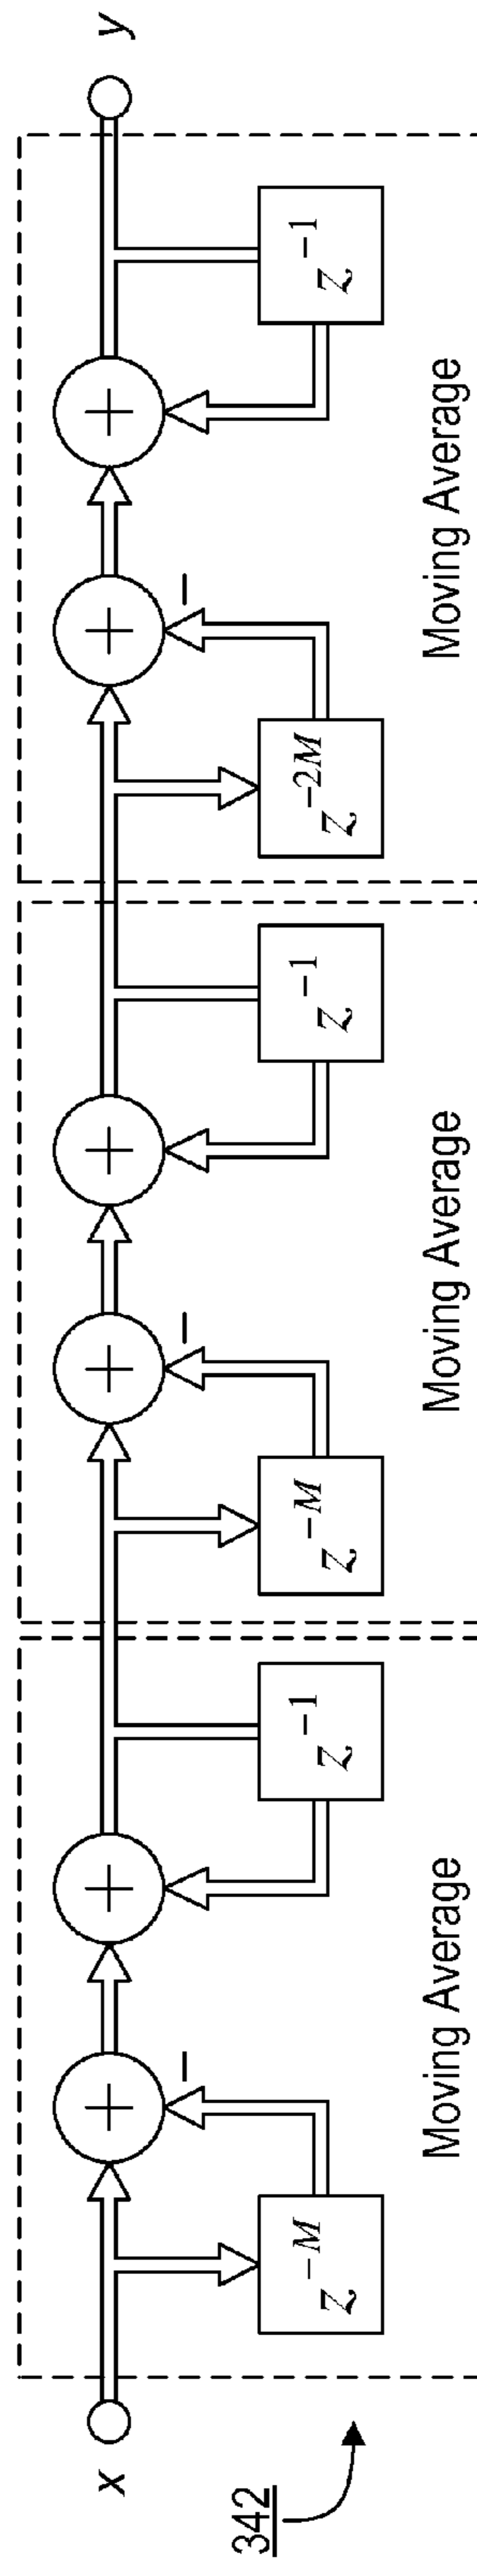 x
+
−
+
+
−
+
+
−
+
y
z⁻ᴹ
z⁻¹
z⁻ᴹ
z⁻¹
z⁻²ᴹ
z⁻¹
Moving Average
Moving Average
Moving Average
342